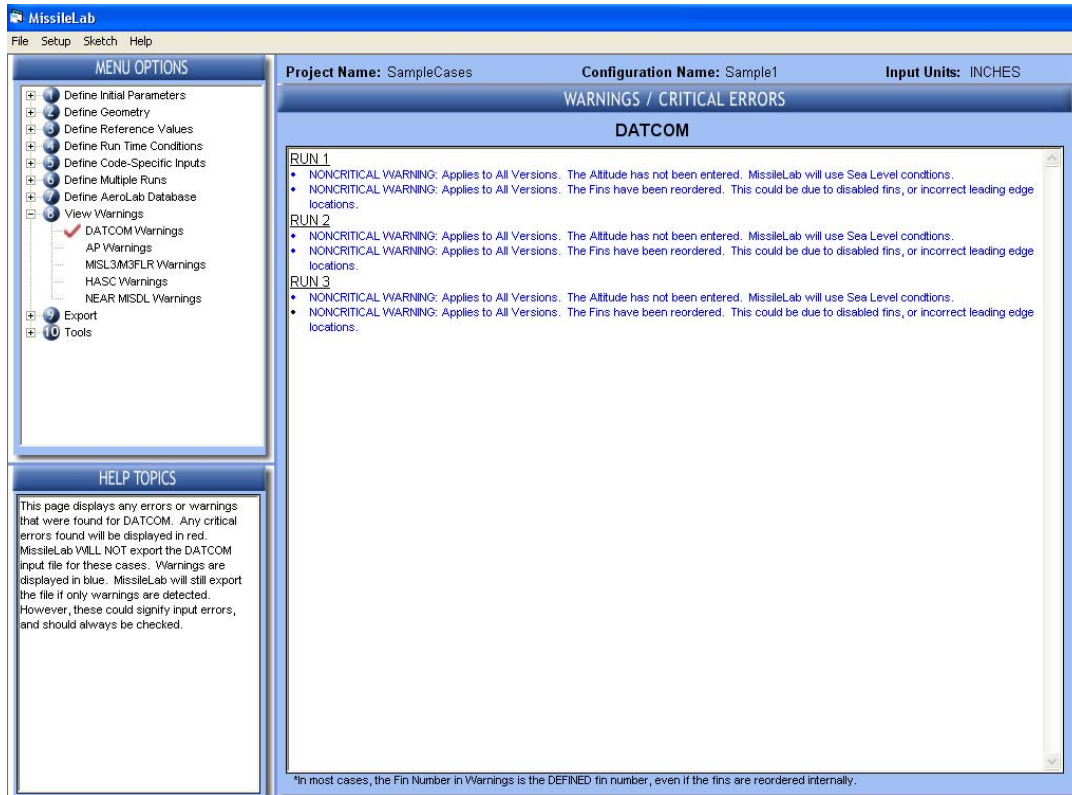 MissileLab
File Setup Sketch Help
MENU OPTIONS
1 Define Initial Parameters
2 Define Geometry
3 Define Reference Values
4 Define Run Time Conditions
5 Define Code-Specific Inputs
6 Define Multiple Runs
7 Define AeroLab Database
8 View Warnings
DATCOM Warnings
AP Warnings
MISL3/M3FLR Warnings
HASC Warnings
NEAR MISDL Warnings
9 Export
10 Tools
HELP TOPICS
This page displays any errors or warnings
that were found for DATCOM. Any critical
errors found will be displayed in red.
MissileLab WILL NOT export the DATCOM
input file for these cases. Warnings are
displayed in blue. MissileLab will still export
the file if only warnings are detected.
However, these could signify input errors,
and should always be checked.
Project Name: SampleCases Configuration Name: Sample1 Input Units: INCHES
WARNINGS / CRITICAL ERRORS
DATCOM
RUN 1
• NONCRITICAL WARNING: Applies to All Versions. The Altitude has not been entered. MissileLab will use Sea Level condtions.
• NONCRITICAL WARNING: Applies to All Versions. The Fins have been reordered. This could be due to disabled fins, or incorrect leading edge
locations.
RUN 2
• NONCRITICAL WARNING: Applies to All Versions. The Altitude has not been entered. MissileLab will use Sea Level condtions.
• NONCRITICAL WARNING: Applies to All Versions. The Fins have been reordered. This could be due to disabled fins, or incorrect leading edge
locations.
RUN 3
• NONCRITICAL WARNING: Applies to All Versions. The Altitude has not been entered. MissileLab will use Sea Level condtions.
• NONCRITICAL WARNING: Applies to All Versions. The Fins have been reordered. This could be due to disabled fins, or incorrect leading edge
locations.
*In most cases, the Fin Number in Warnings is the DEFINED fin number, even if the fins are reordered internally.